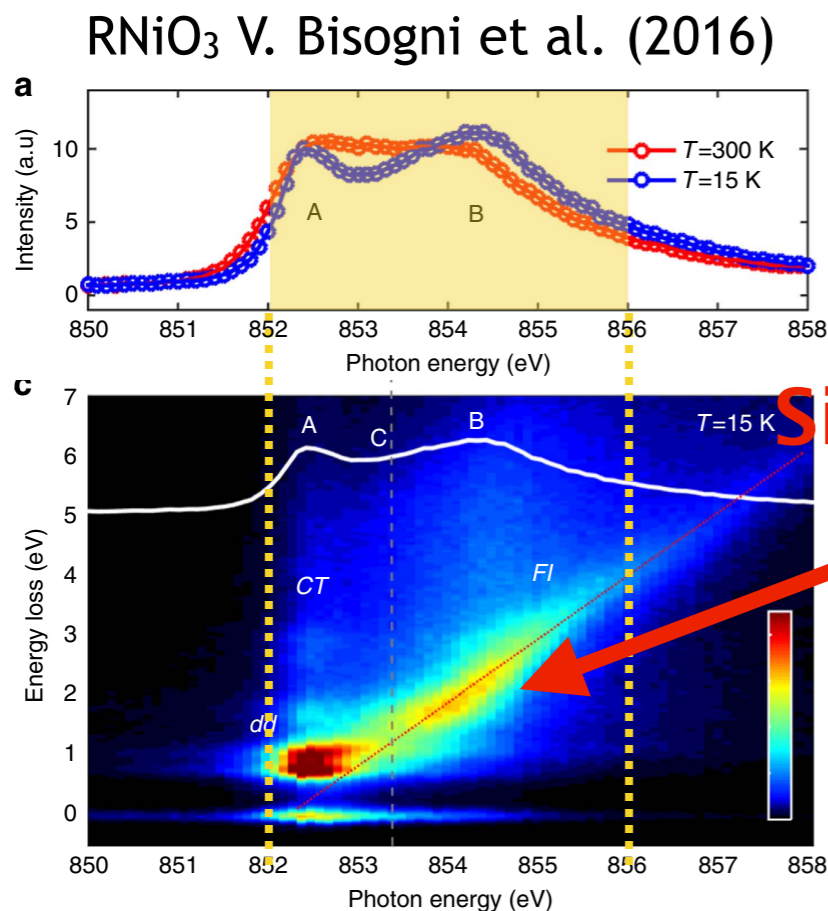 RNiO₃ V. Bisogni et al. (2016)
a
Intensity (a.u)
10
5
0
T=300 K
T=15 K
A
B
850 851 852 853 854 855 856 857 858
Photon energy (eV)
c
Energy loss (eV)
7
6
5
4
3
2
1
0
A
C
B
T=15 K
Si
CT
FI
dd
850 851 852 853 854 855 856 857 858
Photon energy (eV)